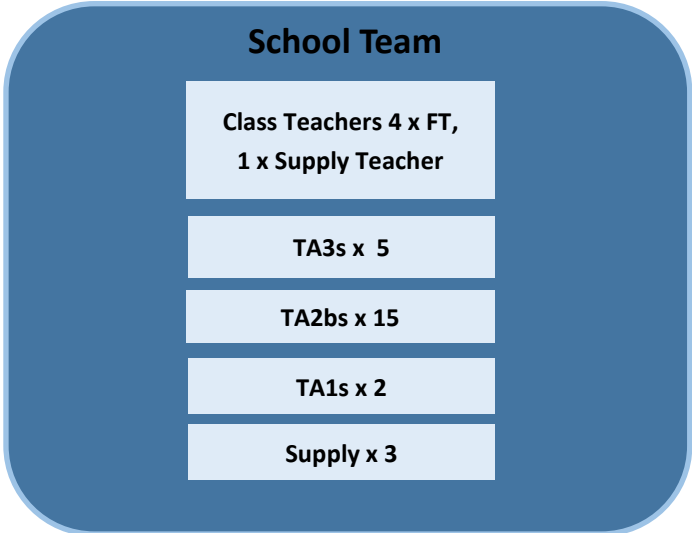 School Team
Class Teachers 4 x FT,
1 x Supply Teacher
TA3s x  5
TA2bs x 15
TA1s x 2
Supply x 3